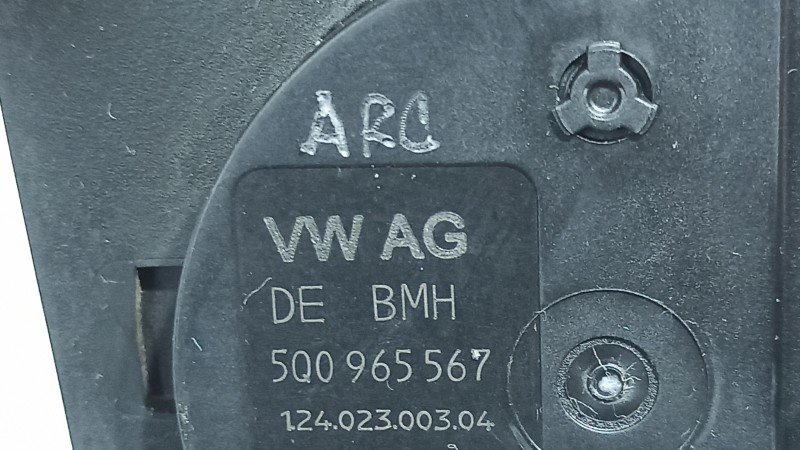 ARC
VW AG
DE BMH
5Q0 965 567
124.023.003.04